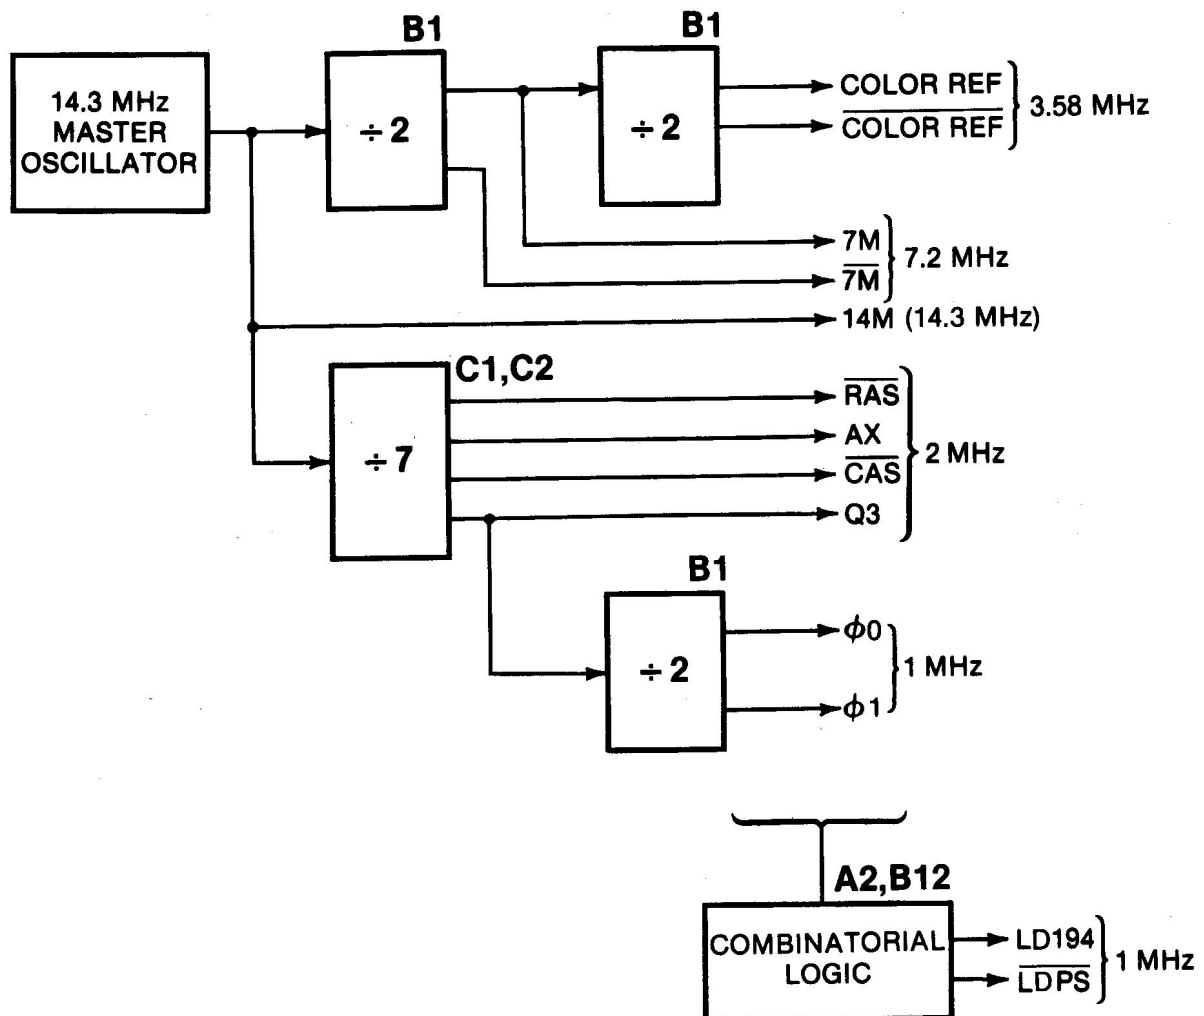 B1
B1
14.3 MHz
MASTER
OSCILLATOR
÷2
÷2
COLOR REF
COLOR REF
3.58 MHz
7M
7M
7.2 MHz
14M (14.3 MHz)
C1,C2
÷7
RAS
AX
CAS
Q3
2 MHz
B1
÷2
ϕ0
ϕ1
1 MHz
A2,B12
COMBINATORIAL
LOGIC
LD194
LDPS
1 MHz